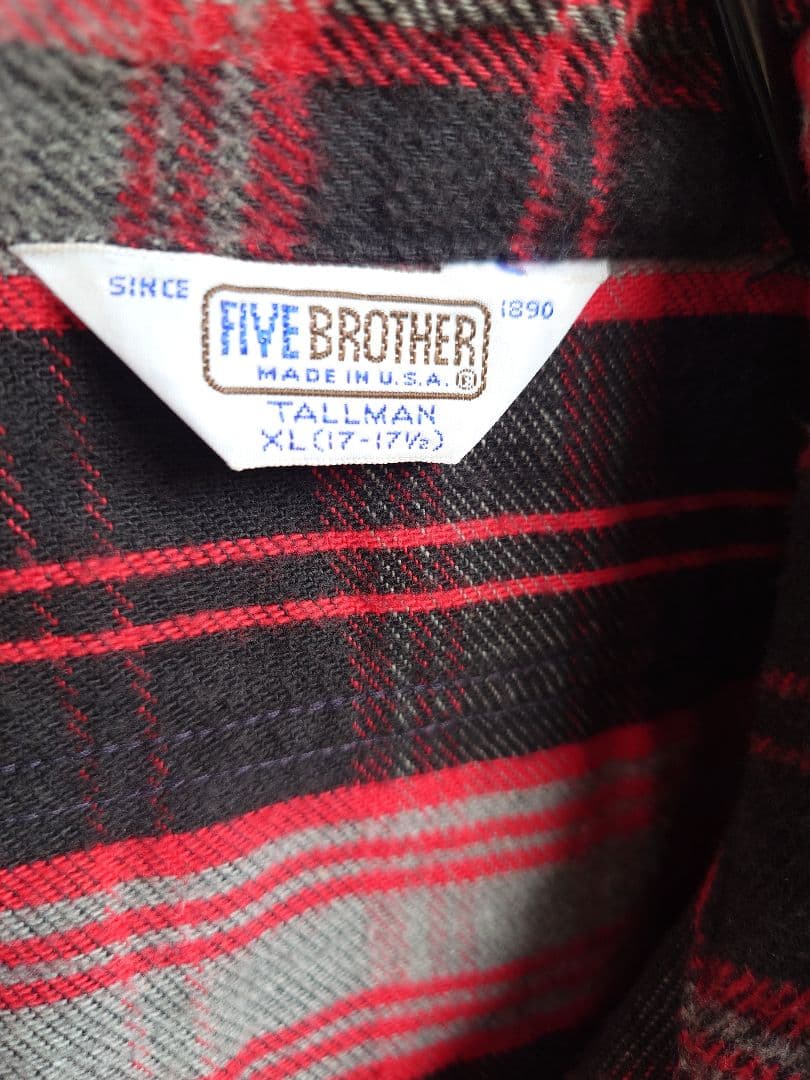 SINCE 1890
FIVE BROTHER
MADE IN U.S.A. ®
TALLMAN
XL (17-17½)